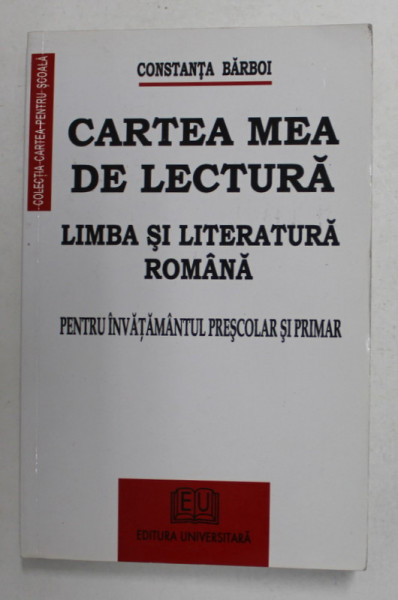 CONSTANȚA BĂRBOI
COLECȚIA CARTEA PENTRU ȘCOALĂ
CARTEA MEA
DE LECTURĂ
LIMBA ȘI LITERATURĂ
ROMÂNĂ
PENTRU ÎNVĂȚĂMÂNTUL PREȘCOLAR ȘI PRIMAR
EU
EDITURA UNIVERSITARĂ